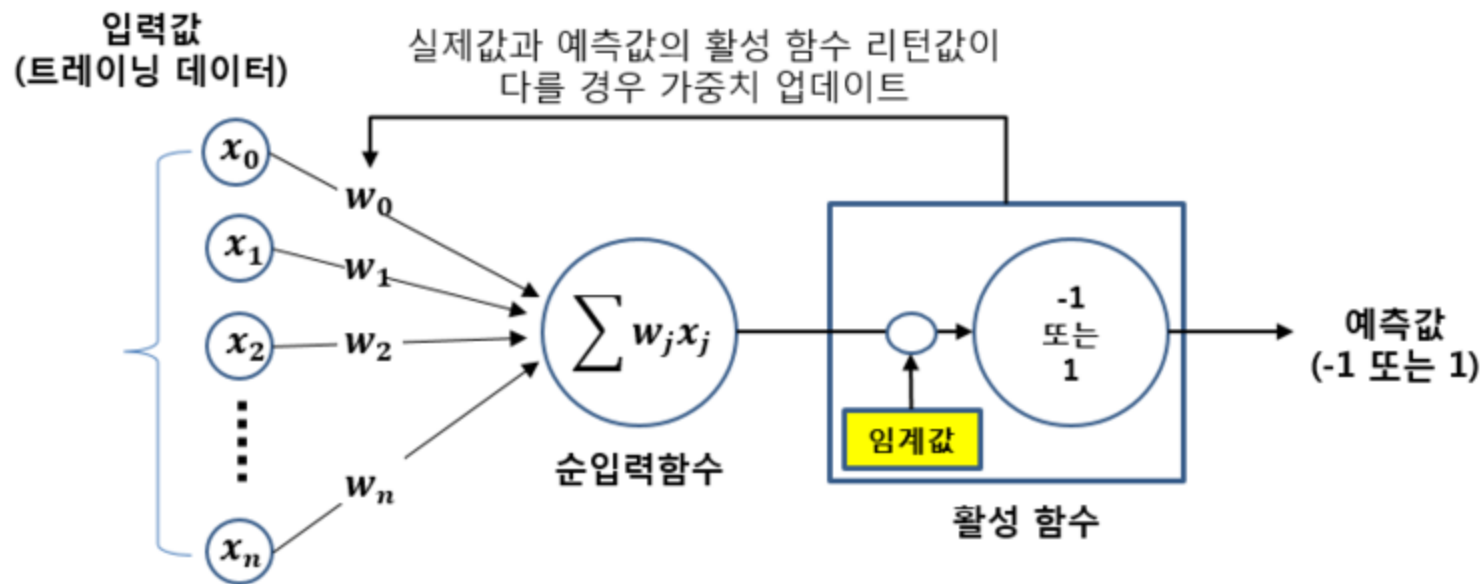 입력값
(트레이닝 데이터)
실제값과 예측값의 활성 함수 리턴값이
다를 경우 가중치 업데이트
x₀
w₀
x₁
w₁
x₂
w₂
xₙ
wₙ
∑ wⱼxⱼ
순입력함수
-1
또는
1
임계값
활성 함수
예측값
(-1 또는 1)